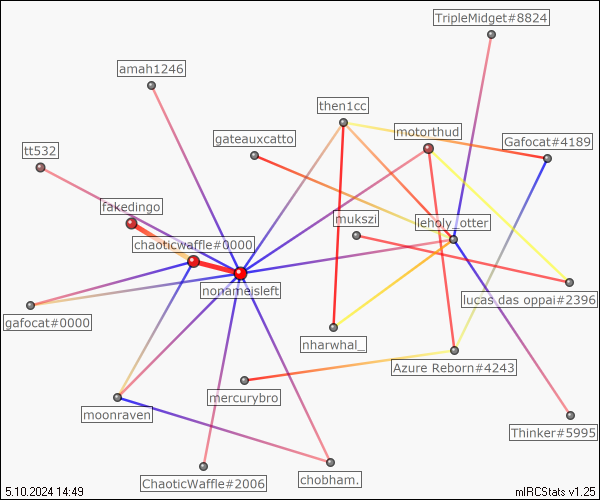 TripleMidget#8824
amah1246
then1cc
motorthud
gateauxcatto
Gafocat#4189
tt532
fakedingo
mukszi
leholy_otter
chaoticwaffle#0000
nonameisleft
lucas das oppai#2396
gafocat#0000
nharwhal_
Azure Reborn#4243
mercurybro
moonraven
Thinker#5995
ChaoticWaffle#2006
chobham.
5.10.2024 14:49
mIRCStats v1.25